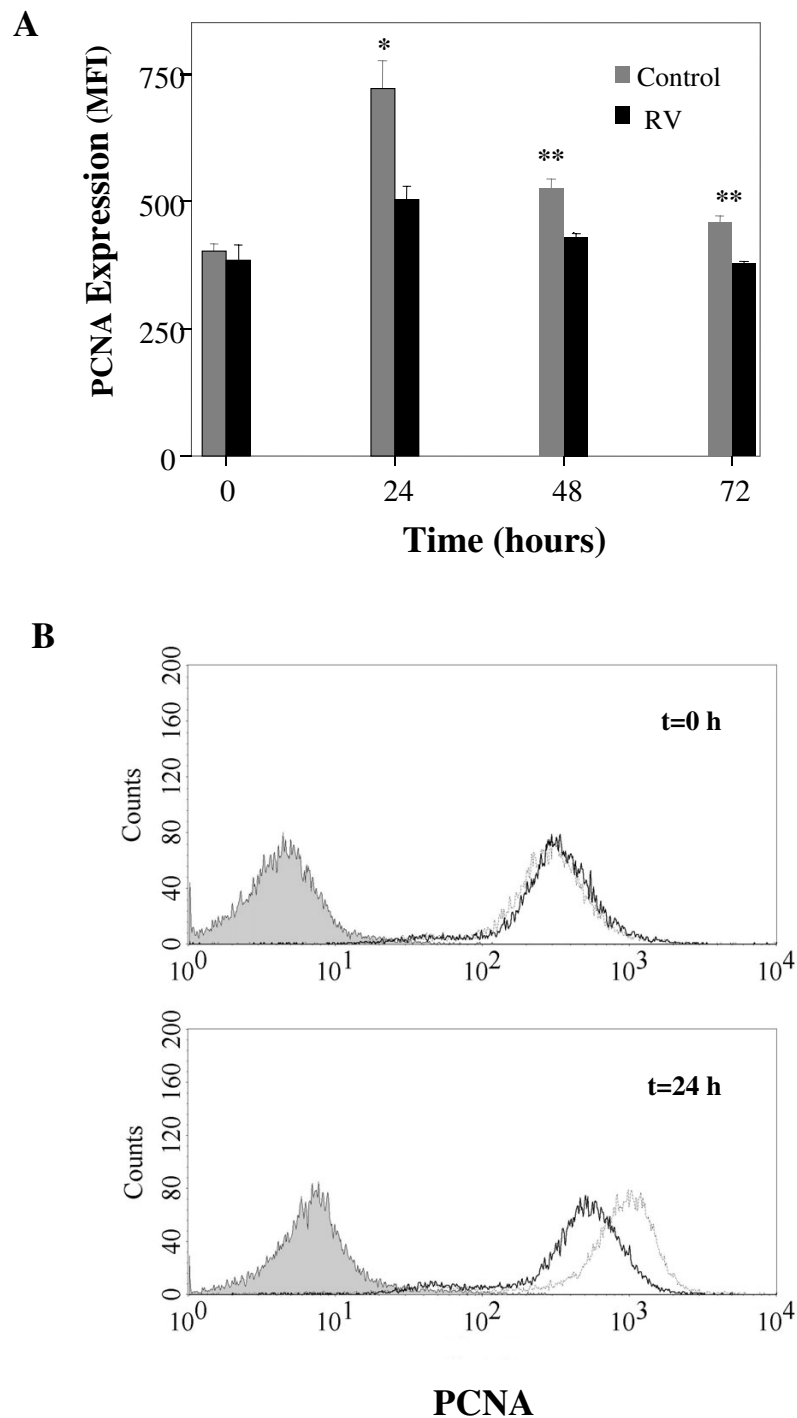 A
PCNA Expression (MFI)
750
500
250
0
*
**
**
Control
RV
0 24 48 72
Time (hours)
B
Counts
200
160
120
80
40
0
t=0 h
10^0 10^1 10^2 10^3 10^4
Counts
200
160
120
80
40
0
t=24 h
10^0 10^1 10^2 10^3 10^4
PCNA